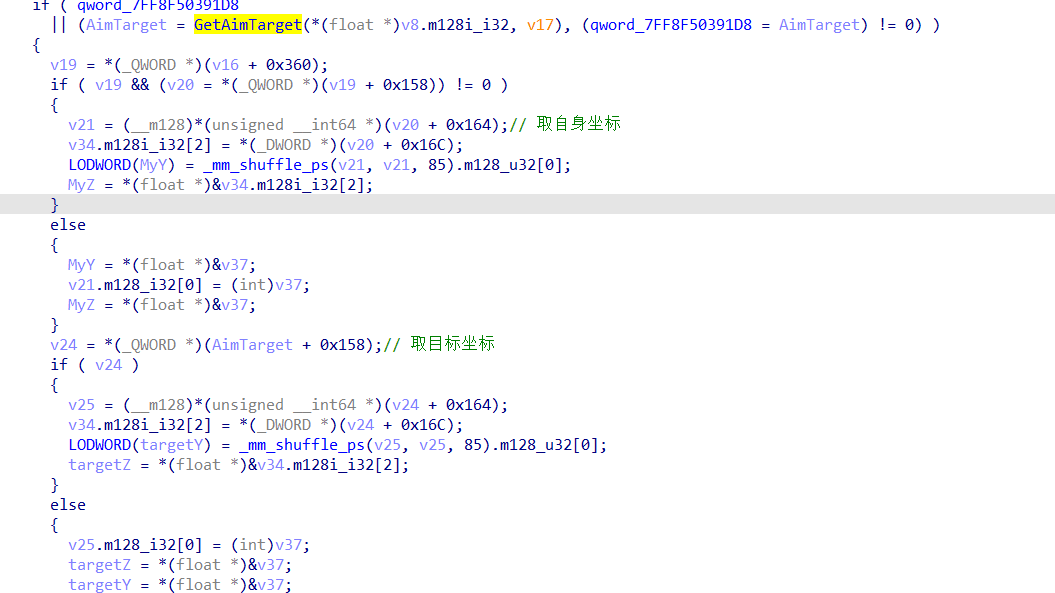 if ( qword_7FF8F50391D8
|| (AimTarget = GetAimTarget(*(float *)v8.m128i_i32, v17), (qword_7FF8F50391D8 = AimTarget) != 0) )
{
v19 = *(_QWORD *)(v16 + 0x360);
if ( v19 && (v20 = *(_QWORD *)(v19 + 0x158)) != 0 )
{
v21 = (__m128)*(unsigned __int64 *)(v20 + 0x164);// 取自身坐标
v34.m128i_i32[2] = *(_DWORD *)(v20 + 0x16C);
LODWORD(MyY) = _mm_shuffle_ps(v21, v21, 85).m128_u32[0];
MyZ = *(float *)&v34.m128i_i32[2];
}
else
{
MyY = *(float *)&v37;
v21.m128_i32[0] = (int)v37;
MyZ = *(float *)&v37;
}
v24 = *(_QWORD *)(AimTarget + 0x158);// 取目标坐标
if ( v24 )
{
v25 = (__m128)*(unsigned __int64 *)(v24 + 0x164);
v34.m128i_i32[2] = *(_DWORD *)(v24 + 0x16C);
LODWORD(targetY) = _mm_shuffle_ps(v25, v25, 85).m128_u32[0];
targetZ = *(float *)&v34.m128i_i32[2];
}
else
{
v25.m128_i32[0] = (int)v37;
targetZ = *(float *)&v37;
targetY = *(float *)&v37;